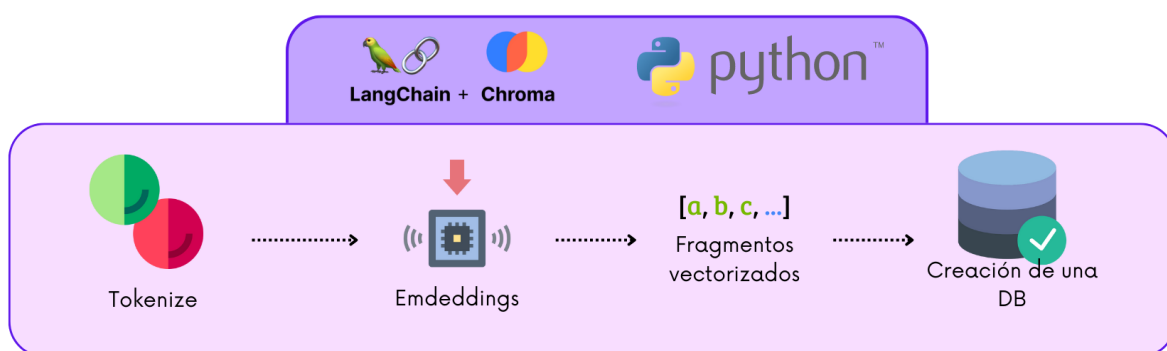 LangChain + Chroma
python™
Tokenize
Emdeddings
[a, b, c, ...]
Fragmentos
vectorizados
Creación de una
DB